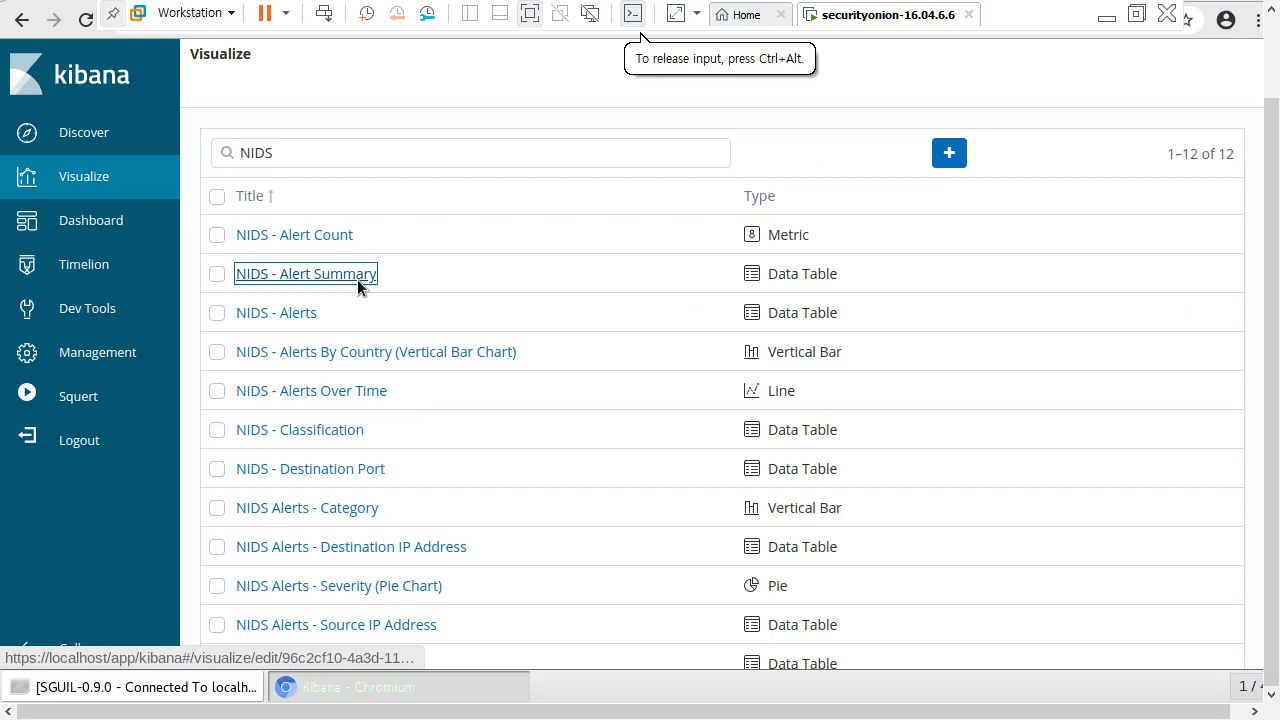 Workstation
Home
securityonion-16.04.6.6
To release input, press Ctrl+Alt.
kibana
Discover
Visualize
Dashboard
Timelion
Dev Tools
Management
Squert
Logout
Visualize
NIDS
1–12 of 12
Title
Type
NIDS - Alert Count
Metric
NIDS - Alert Summary
Data Table
NIDS - Alerts
Data Table
NIDS - Alerts By Country (Vertical Bar Chart)
Vertical Bar
NIDS - Alerts Over Time
Line
NIDS - Classification
Data Table
NIDS - Destination Port
Data Table
NIDS Alerts - Category
Vertical Bar
NIDS Alerts - Destination IP Address
Data Table
NIDS Alerts - Severity (Pie Chart)
Pie
NIDS Alerts - Source IP Address
Data Table
Data Table
https://localhost/app/kibana#/visualize/edit/96c2cf10-4a3d-11…
[SGUIL-0.9.0 - Connected To localh...
Kibana - Chromium
1 /